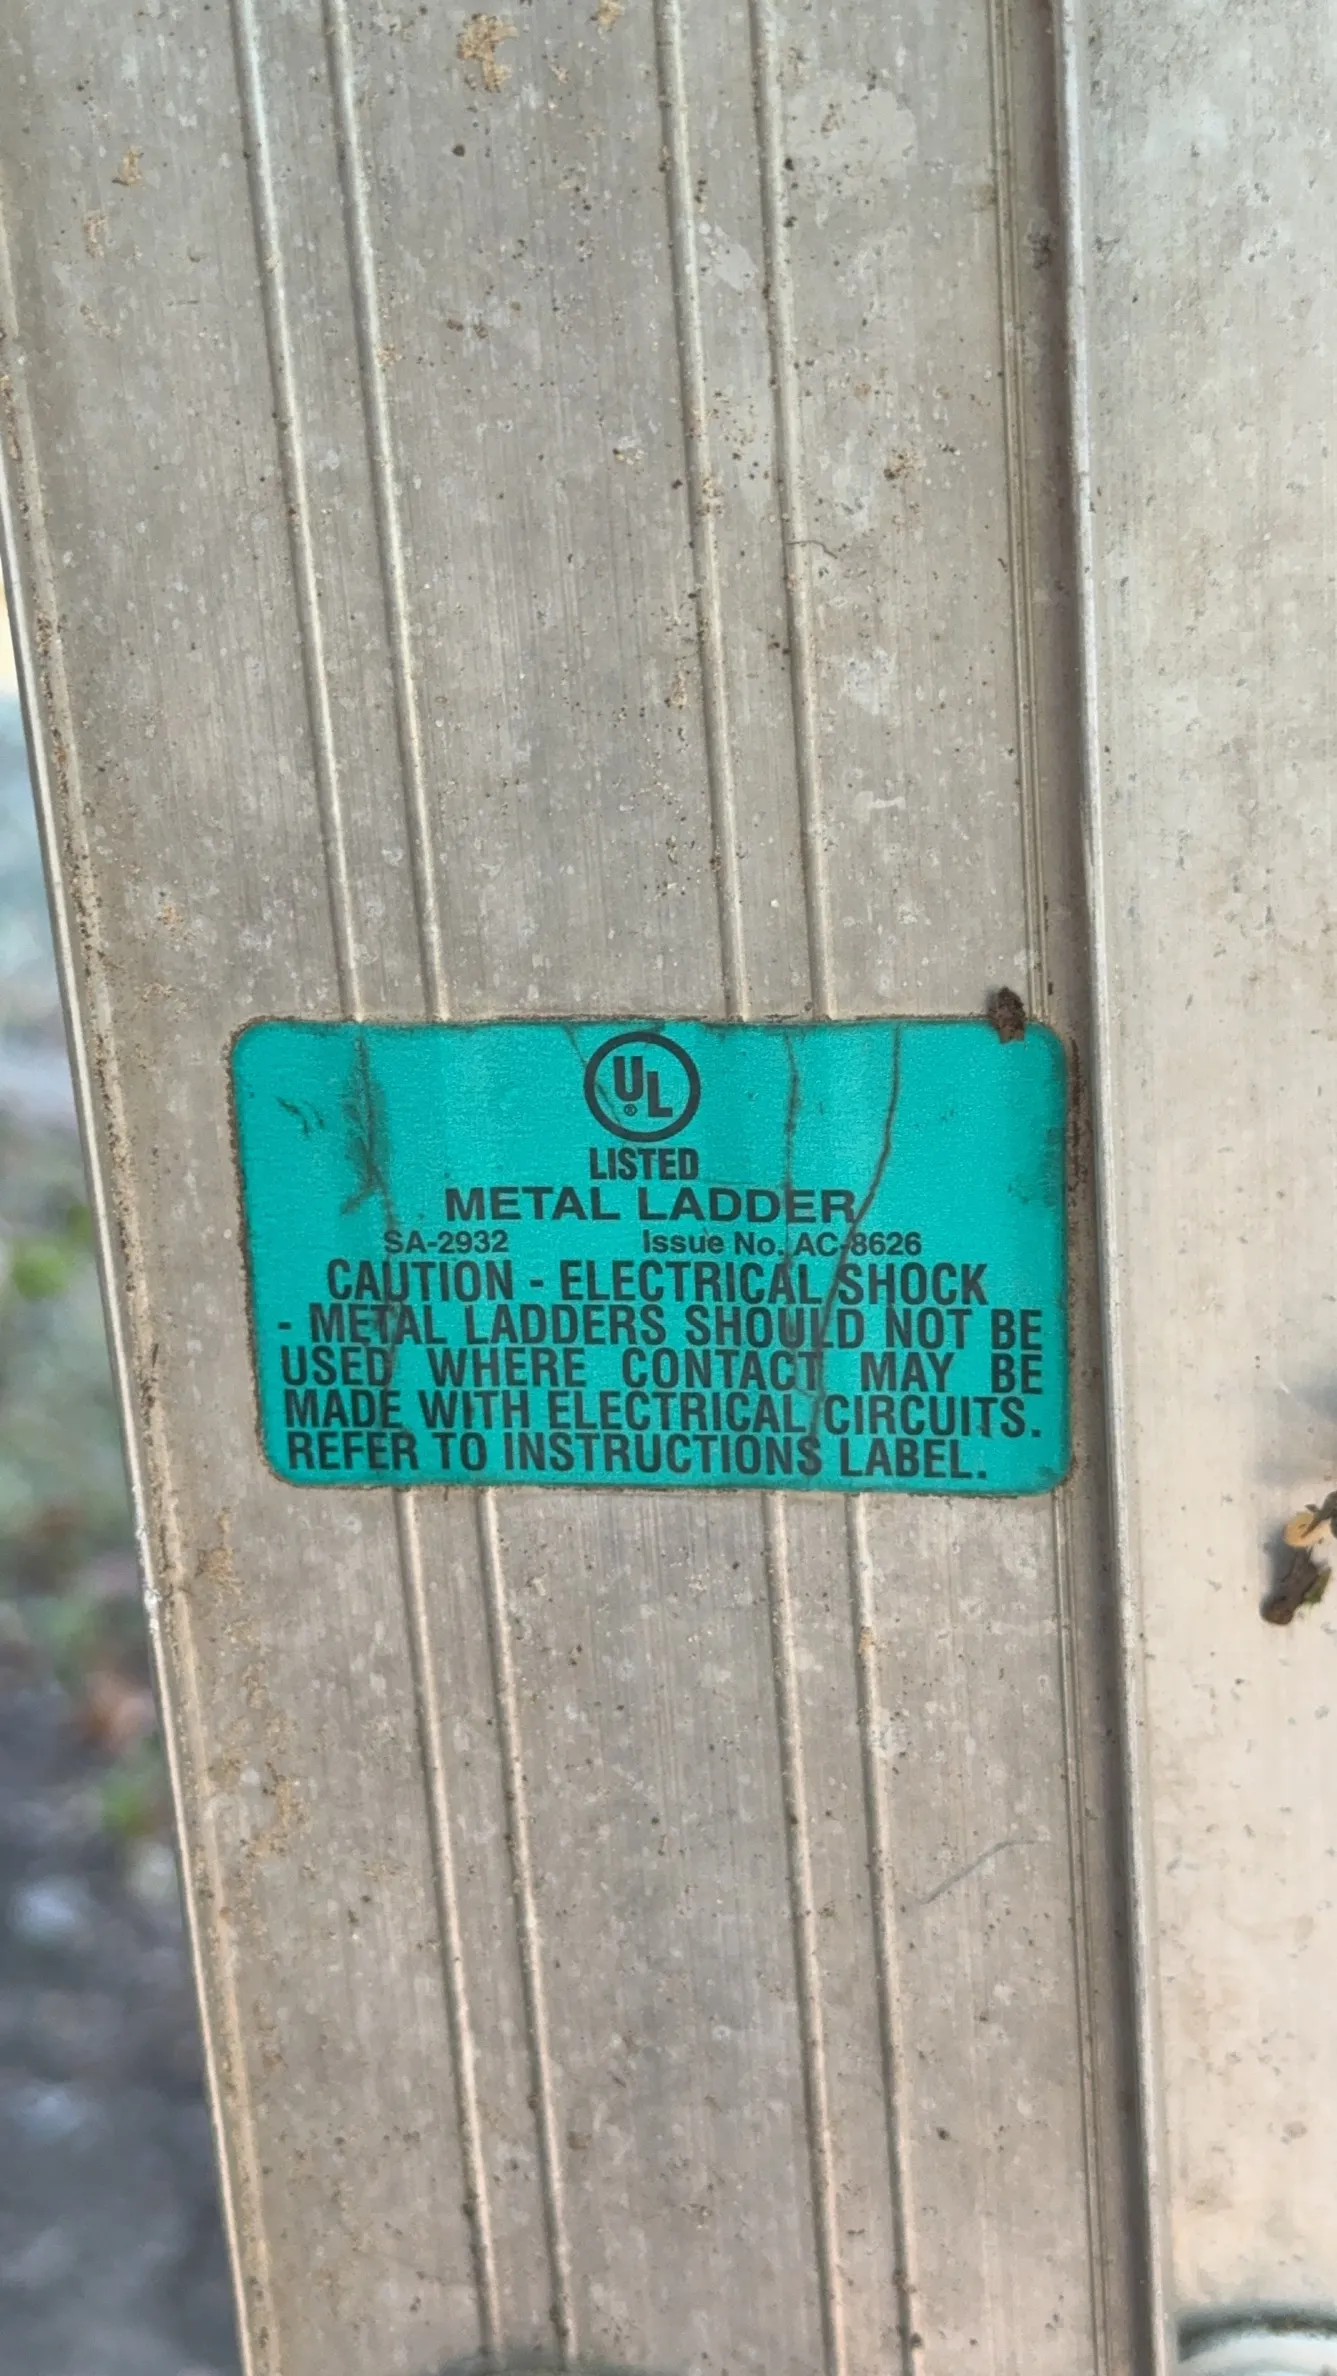 UL
®
LISTED
METAL LADDER
SA-2932 Issue No. AC-8626
CAUTION - ELECTRICAL SHOCK
- METAL LADDERS SHOULD NOT BE
USED WHERE CONTACT MAY BE
MADE WITH ELECTRICAL CIRCUITS.
REFER TO INSTRUCTIONS LABEL.